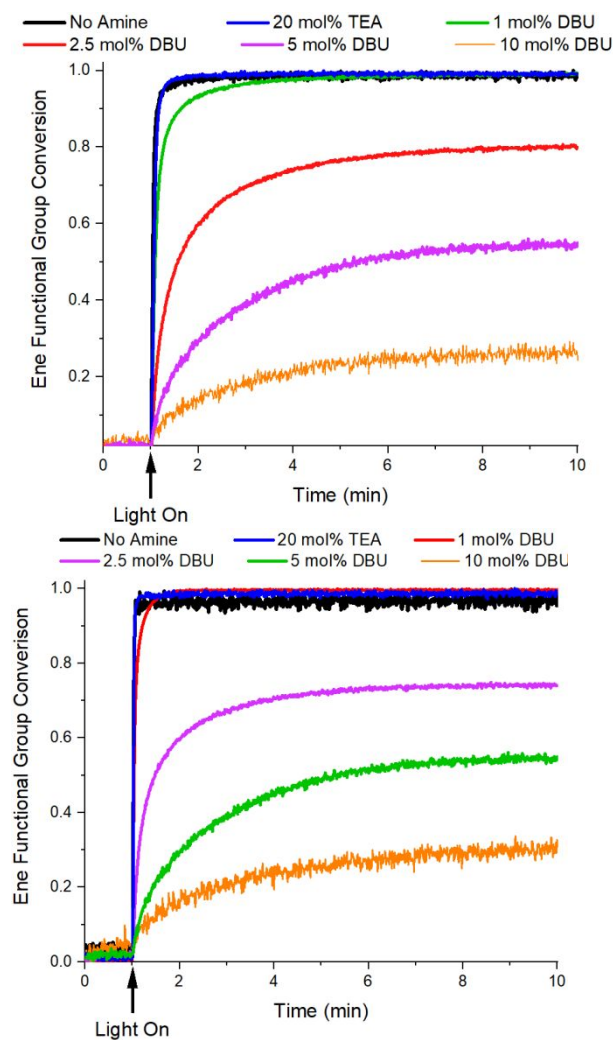 No Amine 20 mol% TEA 1 mol% DBU
2.5 mol% DBU 5 mol% DBU 10 mol% DBU
1.0
0.8
0.6
0.4
0.2
Ene Functional Group Conversion
0 2 4 6 8 10
Time (min)
Light On
No Amine 20 mol% TEA 1 mol% DBU
2.5 mol% DBU 5 mol% DBU 10 mol% DBU
1.0
0.8
0.6
0.4
0.2
0.0
Ene Functional Group Converison
0 2 4 6 8 10
Time (min)
Light On